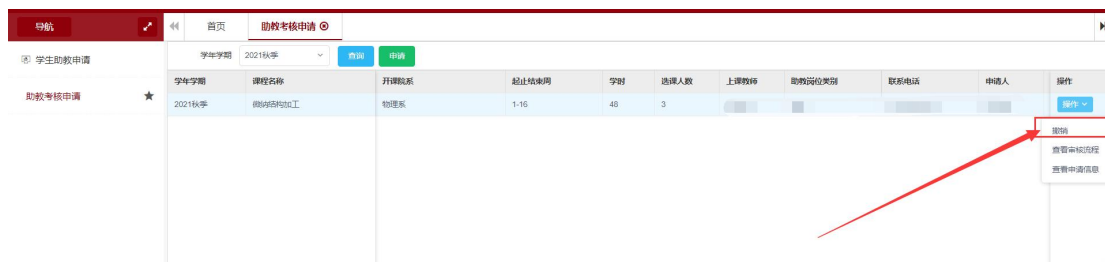 导航 首页 助教考核申请
学生助教申请 学年学期 2021秋季 查询 申请
学年学期 课程名称 开课院系 起止结束周 学时 选课人数 上课教师 助教岗位类别 联系电话 申请人 操作
助教考核申请 2021秋季 微纳结构加工 物理系 1-16 48 3 操作
撤销
查看审核流程
查看申请信息